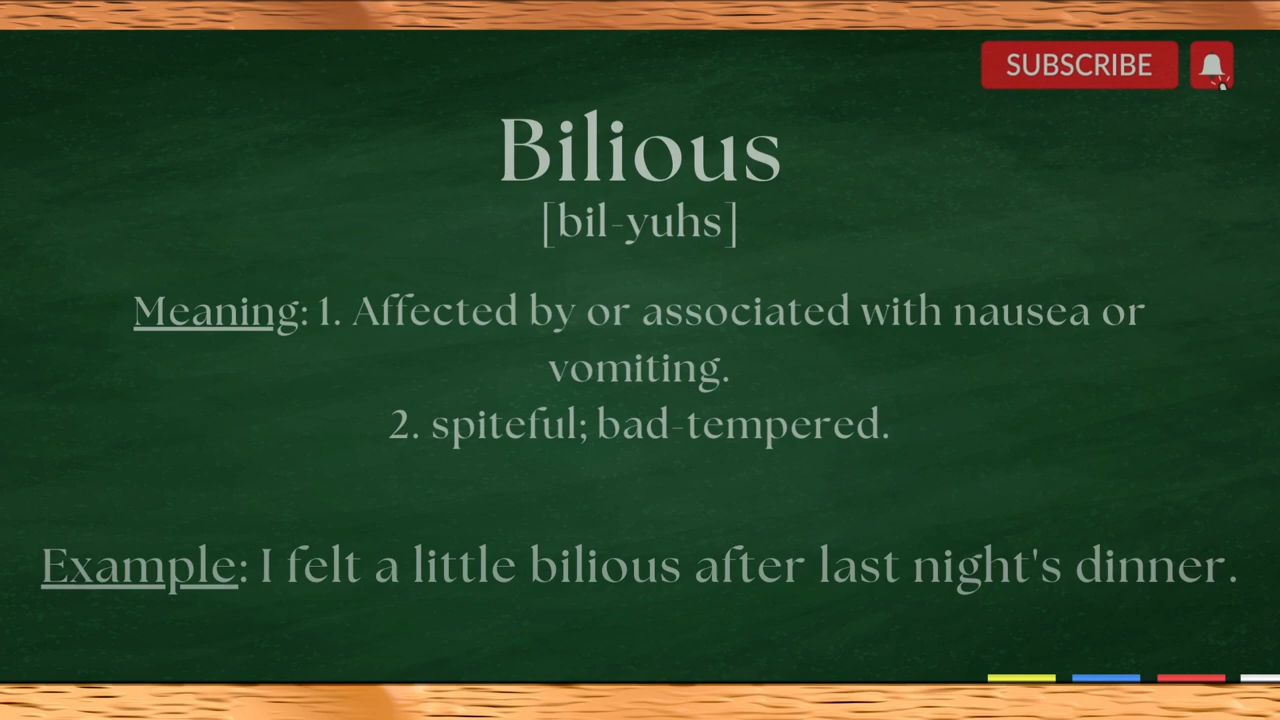 SUBSCRIBE
Bilious
[bil-yuhs]
Meaning: 1. Affected by or associated with nausea or
vomiting.
2. spiteful; bad-tempered.
Example: I felt a little bilious after last night's dinner.